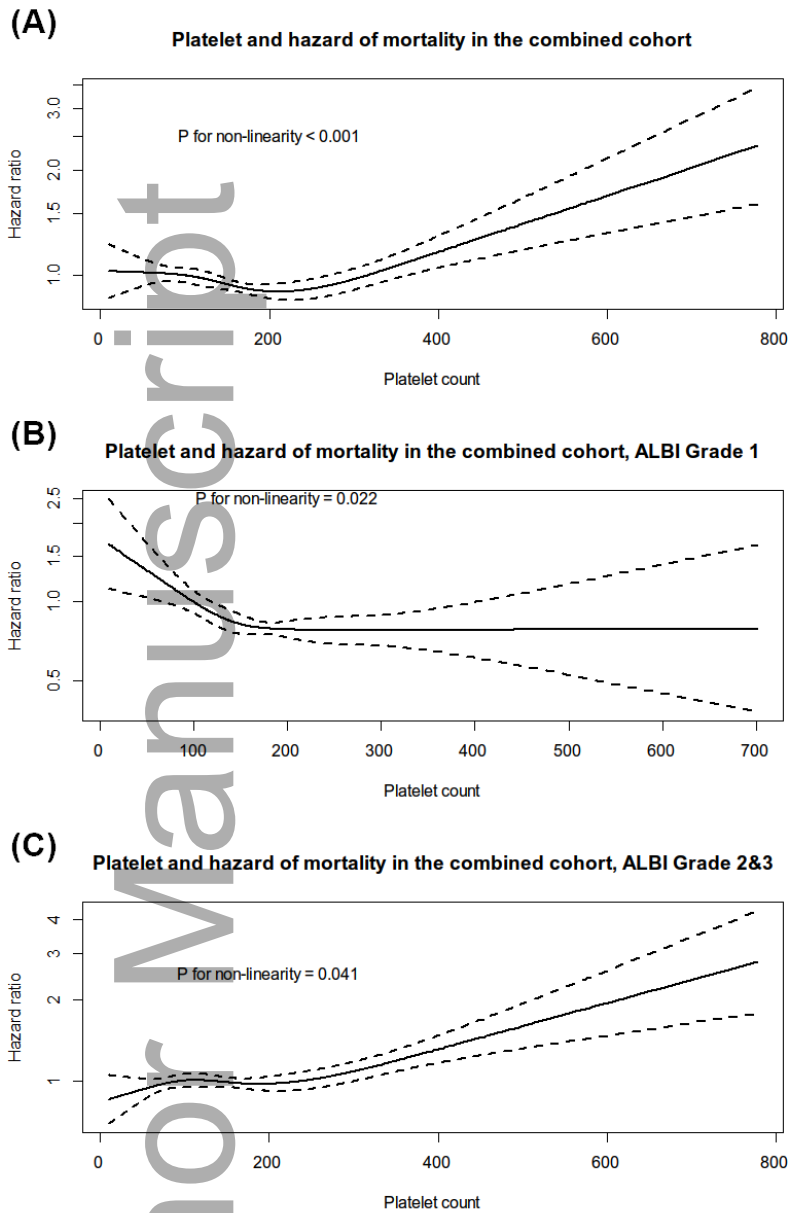 (A)
Platelet and hazard of mortality in the combined cohort
P for non-linearity < 0.001
Hazard ratio
3.0
2.0
1.5
1.0
0 200 400 600 800
Platelet count
(B)
Platelet and hazard of mortality in the combined cohort, ALBI Grade 1
P for non-linearity = 0.022
Hazard ratio
2.5
1.5
1.0
0.5
0 100 200 300 400 500 600 700
Platelet count
(C)
Platelet and hazard of mortality in the combined cohort, ALBI Grade 2&3
P for non-linearity = 0.041
Hazard ratio
4
3
2
1
0 200 400 600 800
Platelet count
hor Manuscript